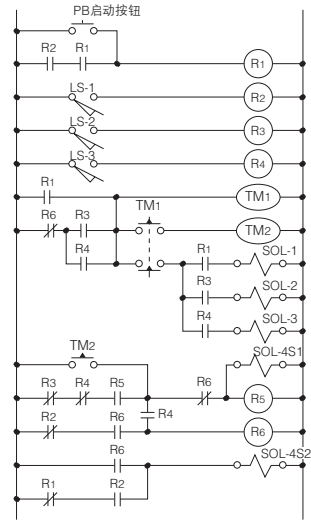 PB启动按钮
R2 R1 R1
LS-1 R2
LS-2 R3
LS-3 R4
R1 TM1
R6 R3 TM1 TM2
R4 R1 SOL-1
R3 SOL-2
R4 SOL-3
TM2 SOL-4S1
R3 R4 R5 R6 R5
R4
R2 R6 R6
R6 SOL-4S2
R1 R2